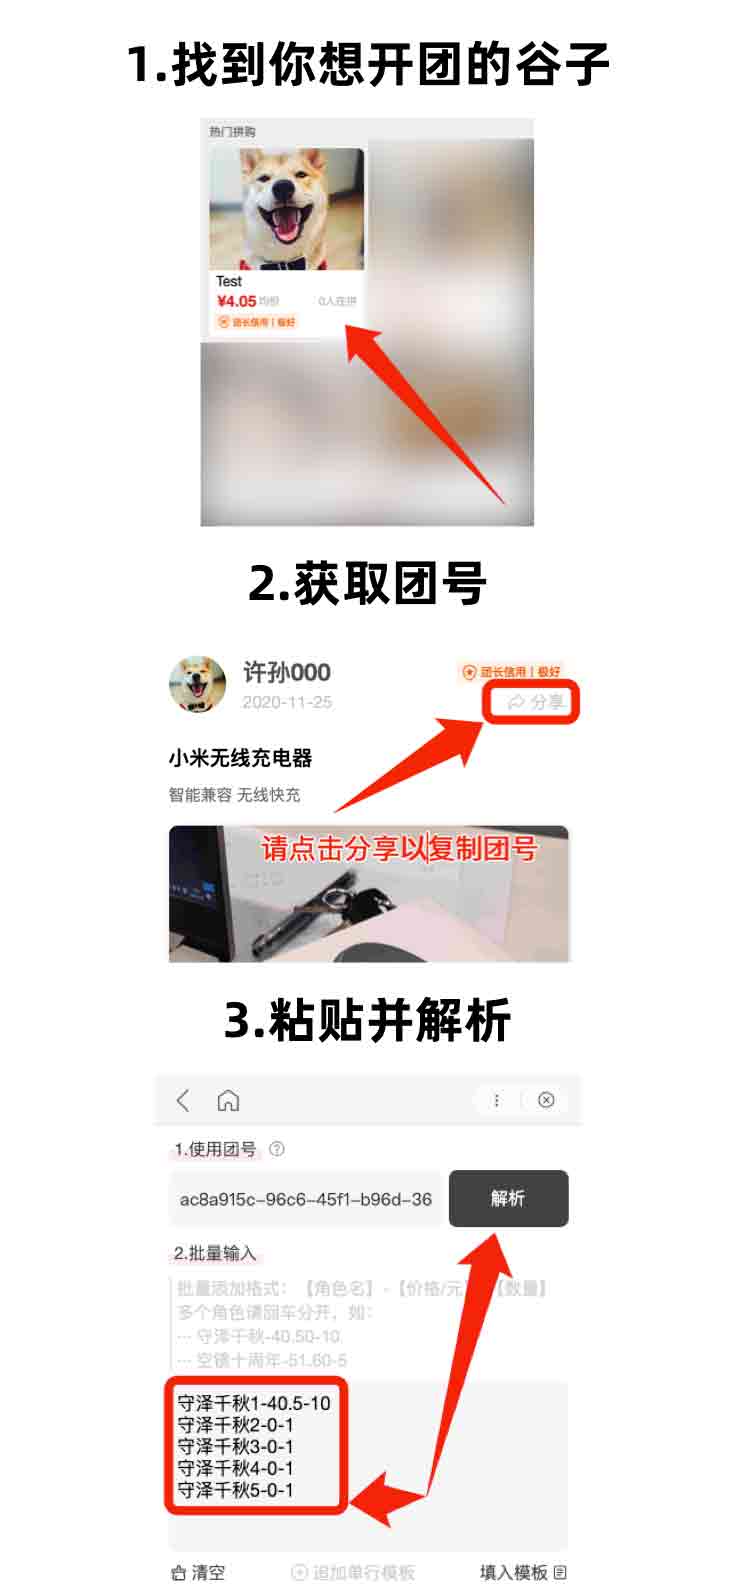 1.找到你想开团的谷子
热门拼购
Test
¥4.05 均价 0人在拼
团长信用 | 极好
2.获取团号
许孙000
团长信用 | 极好
2020-11-25
分享
小米无线充电器
智能兼容 无线快充
请点击分享以复制团号
3.粘贴并解析
1.使用团号
ac8a915c-96c6-45f1-b96d-36
解析
2.批量输入
批量添加格式：【角色名】-【价格/元】【数量】
多个角色请回车分开，如：
··· 守泽千秋-40.50-10
··· 空镜十周年-51.60-5
守泽千秋1-40.5-10
守泽千秋2-0-1
守泽千秋3-0-1
守泽千秋4-0-1
守泽千秋5-0-1
清空 追加单行模板 填入模板